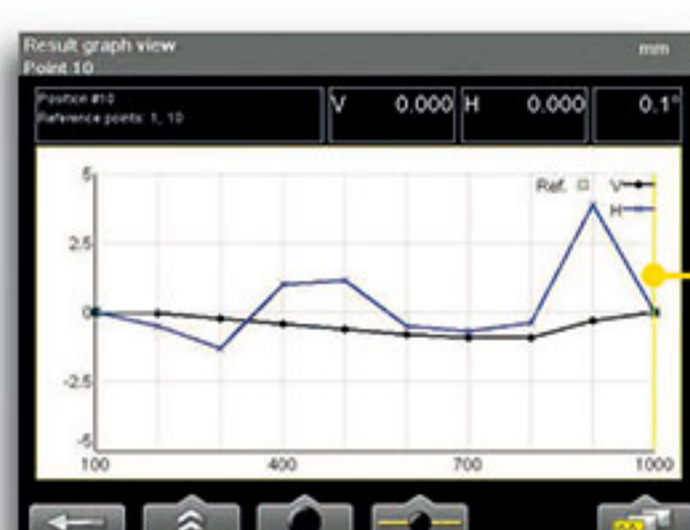 Result graph view mm
Point 10
Position #10
Reference points: 1, 10
V 0.000 H 0.000 0.1°
Ref. V
H
5
2.5
0
-2.5
-5
100 400 700 1000